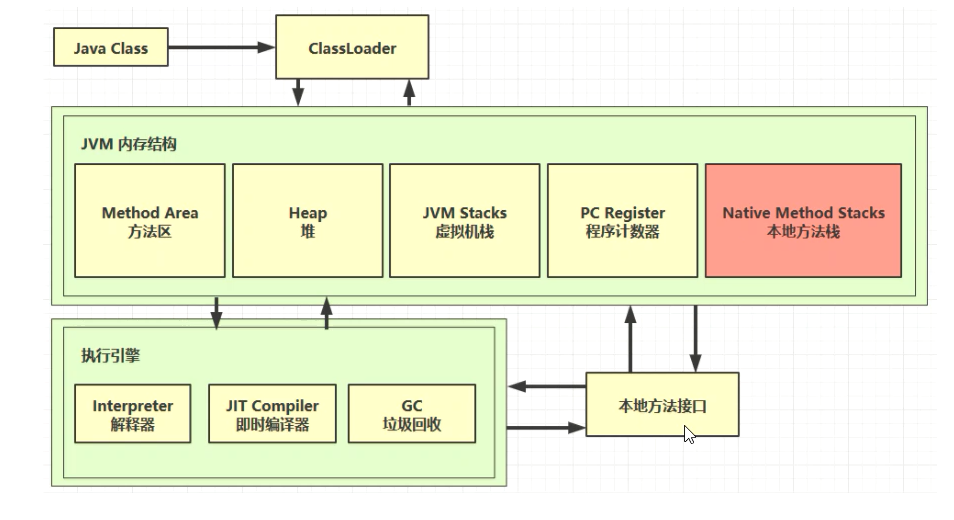 Java Class
ClassLoader
JVM 内存结构
Method Area
方法区
Heap
堆
JVM Stacks
虚拟机栈
PC Register
程序计数器
Native Method Stacks
本地方法栈
执行引擎
Interpreter
解释器
JIT Compiler
即时编译器
GC
垃圾回收
本地方法接口